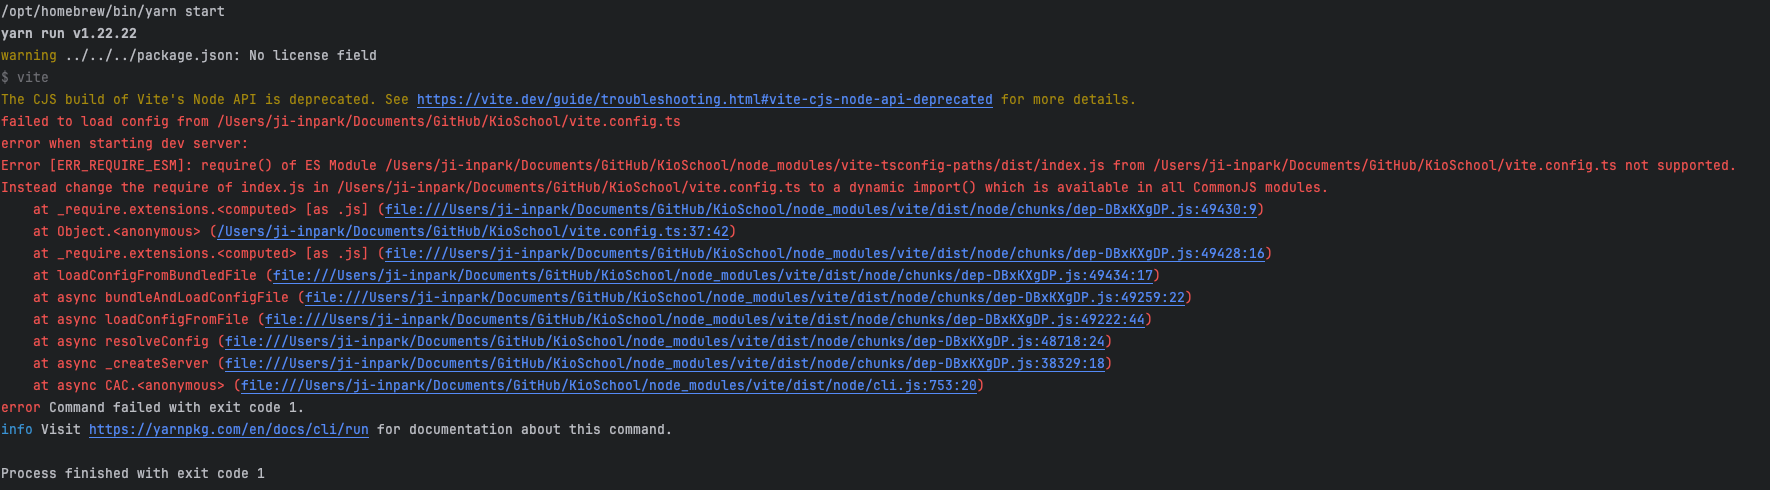 /opt/homebrew/bin/yarn start
yarn run v1.22.22
warning ../../../package.json: No license field
$ vite
The CJS build of Vite's Node API is deprecated. See https://vite.dev/guide/troubleshooting.html#vite-cjs-node-api-deprecated for more details.
failed to load config from /Users/ji-inpark/Documents/GitHub/KioSchool/vite.config.ts
error when starting dev server:
Error [ERR_REQUIRE_ESM]: require() of ES Module /Users/ji-inpark/Documents/GitHub/KioSchool/node_modules/vite-tsconfig-paths/dist/index.js from /Users/ji-inpark/Documents/GitHub/KioSchool/vite.config.ts not supported.
Instead change the require of index.js in /Users/ji-inpark/Documents/GitHub/KioSchool/vite.config.ts to a dynamic import() which is available in all CommonJS modules.
    at _require.extensions.<computed> [as .js] (file:///Users/ji-inpark/Documents/GitHub/KioSchool/node_modules/vite/dist/node/chunks/dep-DBxKXgDP.js:49430:9)
    at Object.<anonymous> (/Users/ji-inpark/Documents/GitHub/KioSchool/vite.config.ts:37:42)
    at _require.extensions.<computed> [as .js] (file:///Users/ji-inpark/Documents/GitHub/KioSchool/node_modules/vite/dist/node/chunks/dep-DBxKXgDP.js:49428:16)
    at loadConfigFromBundledFile (file:///Users/ji-inpark/Documents/GitHub/KioSchool/node_modules/vite/dist/node/chunks/dep-DBxKXgDP.js:49434:17)
    at async bundleAndLoadConfigFile (file:///Users/ji-inpark/Documents/GitHub/KioSchool/node_modules/vite/dist/node/chunks/dep-DBxKXgDP.js:49259:22)
    at async loadConfigFromFile (file:///Users/ji-inpark/Documents/GitHub/KioSchool/node_modules/vite/dist/node/chunks/dep-DBxKXgDP.js:49222:44)
    at async resolveConfig (file:///Users/ji-inpark/Documents/GitHub/KioSchool/node_modules/vite/dist/node/chunks/dep-DBxKXgDP.js:48718:24)
    at async _createServer (file:///Users/ji-inpark/Documents/GitHub/KioSchool/node_modules/vite/dist/node/chunks/dep-DBxKXgDP.js:38329:18)
    at async CAC.<anonymous> (file:///Users/ji-inpark/Documents/GitHub/KioSchool/node_modules/vite/dist/node/cli.js:753:20)
error Command failed with exit code 1.
info Visit https://yarnpkg.com/en/docs/cli/run for documentation about this command.

Process finished with exit code 1